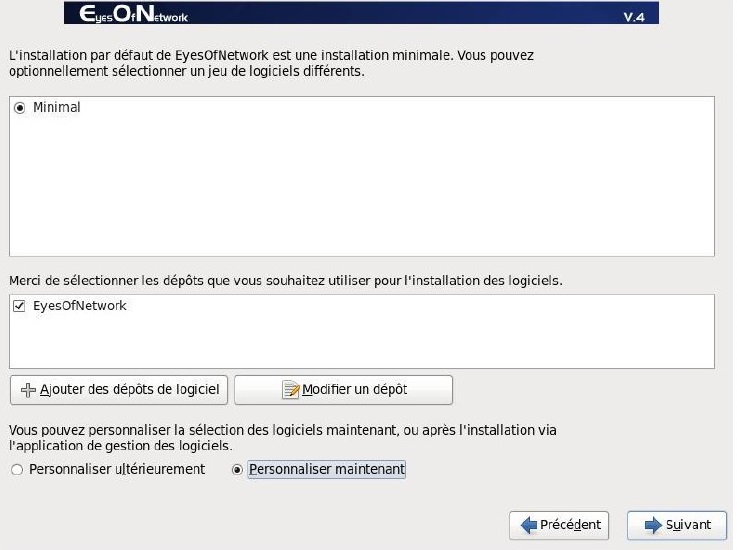 EyesOfNetwork V.4
L'installation par défaut de EyesOfNetwork est une installation minimale. Vous pouvez
optionnellement sélectionner un jeu de logiciels différents.
Minimal
Merci de sélectionner les dépôts que vous souhaitez utiliser pour l'installation des logiciels.
EyesOfNetwork
Ajouter des dépôts de logiciel Modifier un dépôt
Vous pouvez personnaliser la sélection des logiciels maintenant, ou après l'installation via
l'application de gestion des logiciels.
Personnaliser ultérieurement Personnaliser maintenant
Précédent Suivant